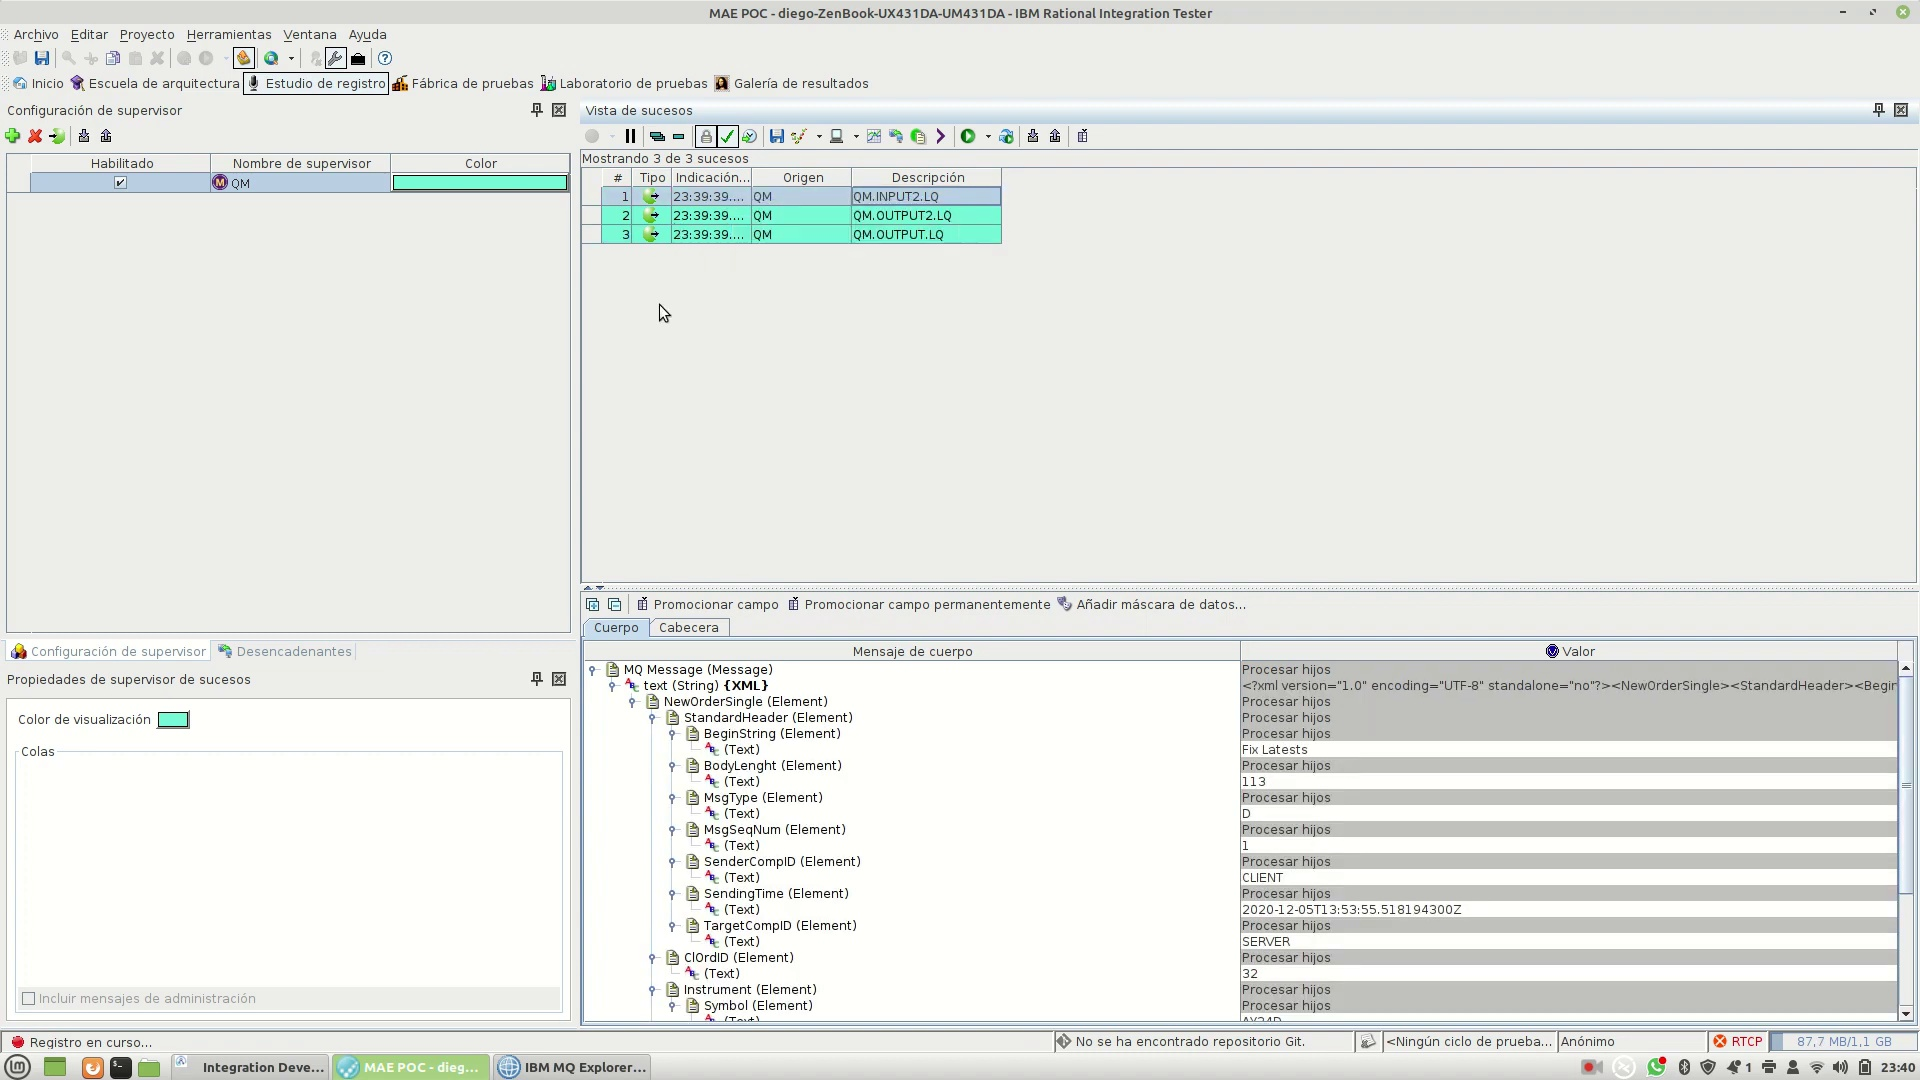 MAE POC - diego-ZenBook-UX431DA-UM431DA - IBM Rational Integration Tester
Archivo Editar Proyecto Herramientas Ventana Ayuda
Inicio Escuela de arquitectura Estudio de registro Fábrica de pruebas Laboratorio de pruebas Galería de resultados
Configuración de supervisor
Habilitado Nombre de supervisor Color
QM
Configuración de supervisor Desencadenantes
Propiedades de supervisor de sucesos
Color de visualización
Colas
Incluir mensajes de administración
Vista de sucesos
Mostrando 3 de 3 sucesos
# Tipo Indicación... Origen Descripción
1 23:39:39.... QM QM.INPUT2.LQ
2 23:39:39.... QM QM.OUTPUT2.LQ
3 23:39:39.... QM QM.OUTPUT.LQ
Promocionar campo Promocionar campo permanentemente Añadir máscara de datos...
Cuerpo Cabecera
Mensaje de cuerpo Valor
MQ Message (Message) Procesar hijos
text (String) {XML} <?xml version="1.0" encoding="UTF-8" standalone="no"?><NewOrderSingle><StandardHeader><Begin
NewOrderSingle (Element) Procesar hijos
StandardHeader (Element) Procesar hijos
BeginString (Element) Procesar hijos
(Text) Fix Latests
BodyLenght (Element) Procesar hijos
(Text) 113
MsgType (Element) Procesar hijos
(Text) D
MsgSeqNum (Element) Procesar hijos
(Text) 1
SenderCompID (Element) Procesar hijos
(Text) CLIENT
SendingTime (Element) Procesar hijos
(Text) 2020-12-05T13:53:55.518194300Z
TargetCompID (Element) Procesar hijos
(Text) SERVER
ClOrdID (Element) Procesar hijos
(Text) 32
Instrument (Element) Procesar hijos
Symbol (Element) Procesar hijos
Registro en curso... No se ha encontrado repositorio Git. <Ningún ciclo de prueba... Anónimo RTCP 87,7 MB/1,1 GB
Integration Deve... MAE POC - dieg... IBM MQ Explorer... 1 23:40